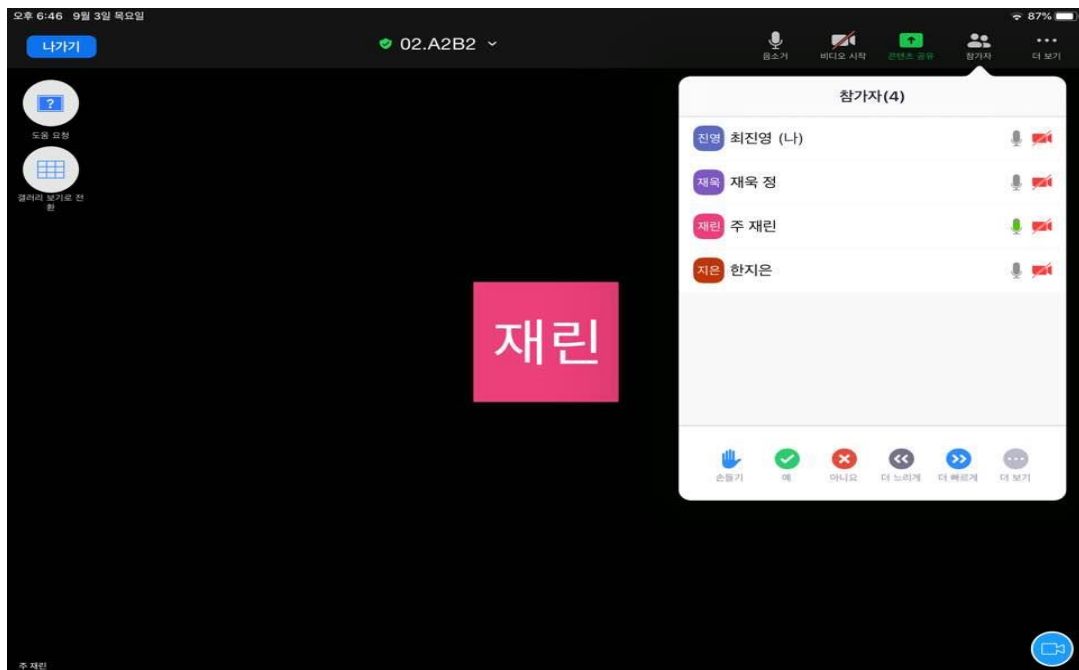 오후 6:46 9월 3일 목요일
87%
나가기
02.A2B2
음소거
비디오 시작
콘텐츠 공유
참가자
더 보기
?
도움 요청
갤러리 보기로 전
환
참가자(4)
진영 최진영 (나)
재욱 재욱 정
재린 주 재린
지은 한지은
재린
손들기
예
아니요
더 느리게
더 빠르게
더 보기
주 재린